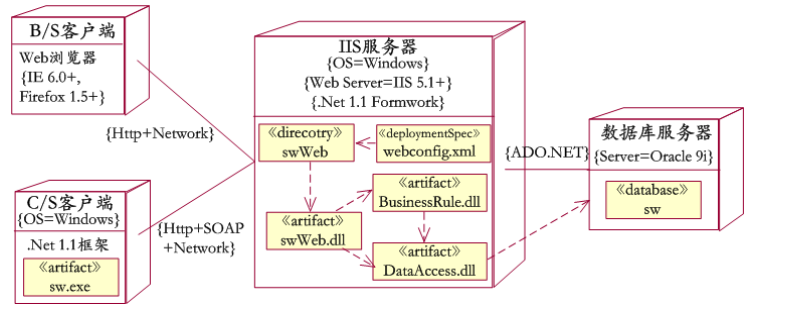 B/S客户端
Web浏览器
{IE 6.0+,
Firefox 1.5+}
{Http+Network}
C/S客户端
{OS=Windows}
.Net 1.1框架
«artifact»
sw.exe
{Http+SOAP
+Network}
IIS服务器
{OS=Windows}
{Web Server=IIS 5.1+}
{.Net 1.1 Formwork}
«direcotry»
swWeb
«deploymentSpec»
webconfig.xml
«artifact»
swWeb.dll
«artifact»
BusinessRule.dll
«artifact»
DataAccess.dll
{ADO.NET}
数据库服务器
{Server=Oracle 9i}
«database»
sw